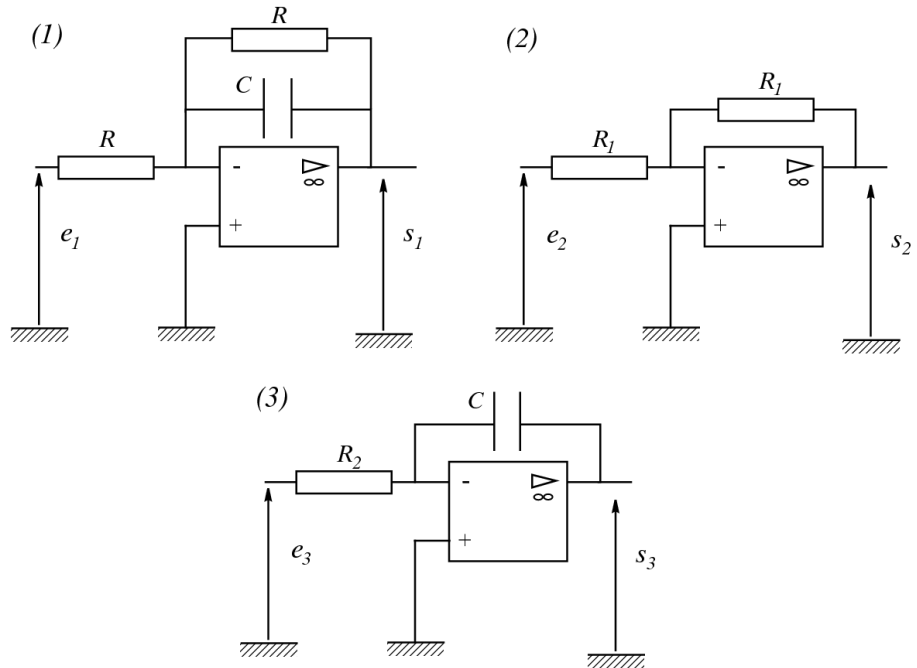 (1)
R
C
R
-
▷
∞
+
e₁
s₁
(2)
R₁
R₁
-
▷
∞
+
e₂
s₂
(3)
C
R₂
-
▷
∞
+
e₃
s₃